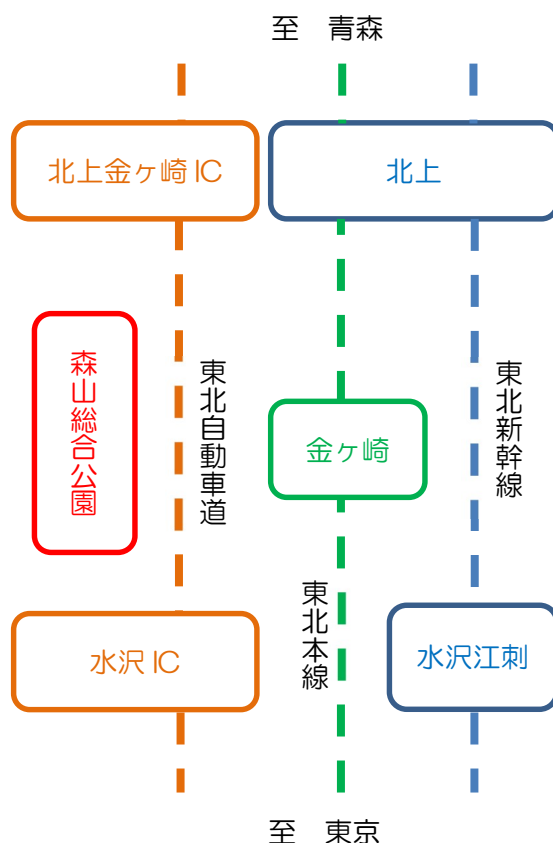 至　青森
北上金ヶ崎 IC
北上
森山総合公園
東北自動車道
金ヶ崎
東北新幹線
東北本線
水沢 IC
水沢江刺
至　東京